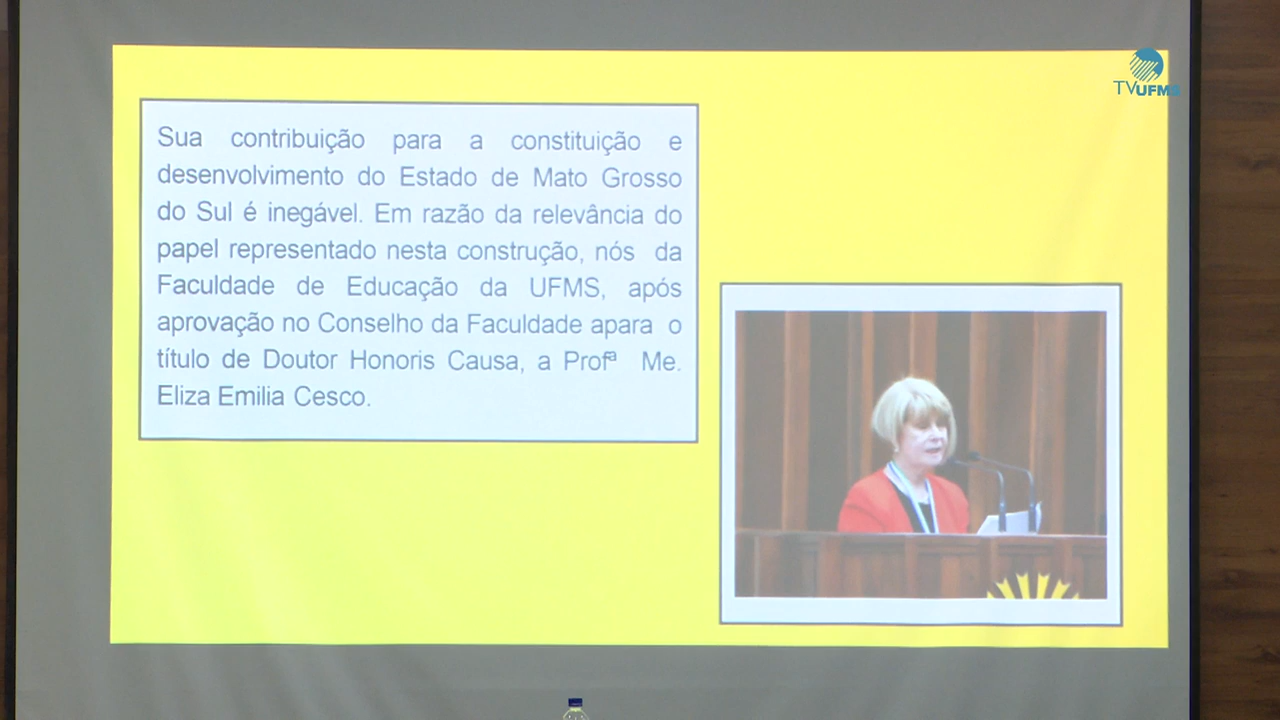 TVUFMS
Sua contribuição para a constituição e
desenvolvimento do Estado de Mato Grosso
do Sul é inegável. Em razão da relevância do
papel representado nesta construção, nós da
Faculdade de Educação da UFMS, após
aprovação no Conselho da Faculdade apara o
título de Doutor Honoris Causa, a Profª Me.
Eliza Emilia Cesco.